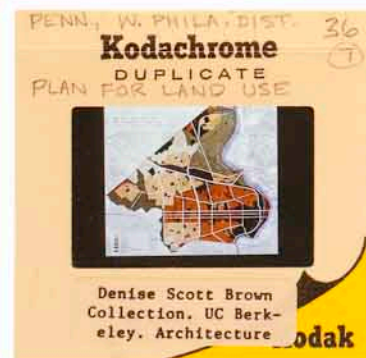 PENN., W. PHILA. DIST. 36
Kodachrome 7
DUPLICATE
PLAN FOR LAND USE
Denise Scott Brown
Collection. UC Berk-
eley. Architecture
Kodak